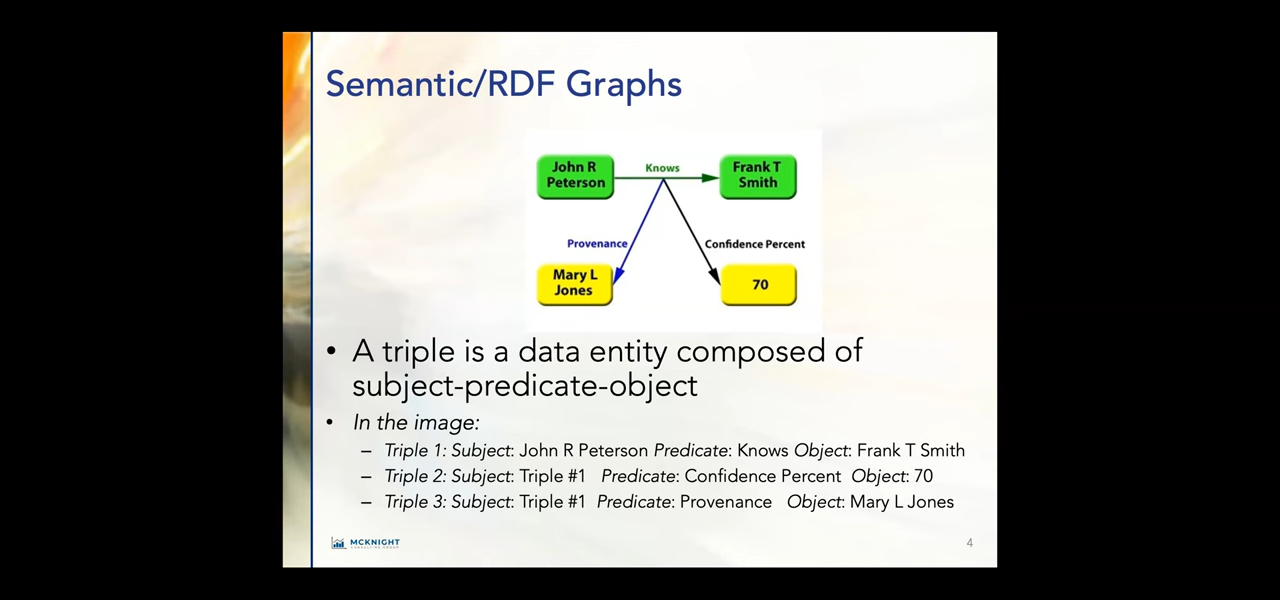 Semantic/RDF Graphs
John R
Peterson
Knows
Frank T
Smith
Provenance
Confidence Percent
Mary L
Jones
70
• A triple is a data entity composed of
subject-predicate-object
• In the image:
– Triple 1: Subject: John R Peterson Predicate: Knows Object: Frank T Smith
– Triple 2: Subject: Triple #1 Predicate: Confidence Percent Object: 70
– Triple 3: Subject: Triple #1 Predicate: Provenance Object: Mary L Jones
MCKNIGHT
CONSULTING GROUP
4